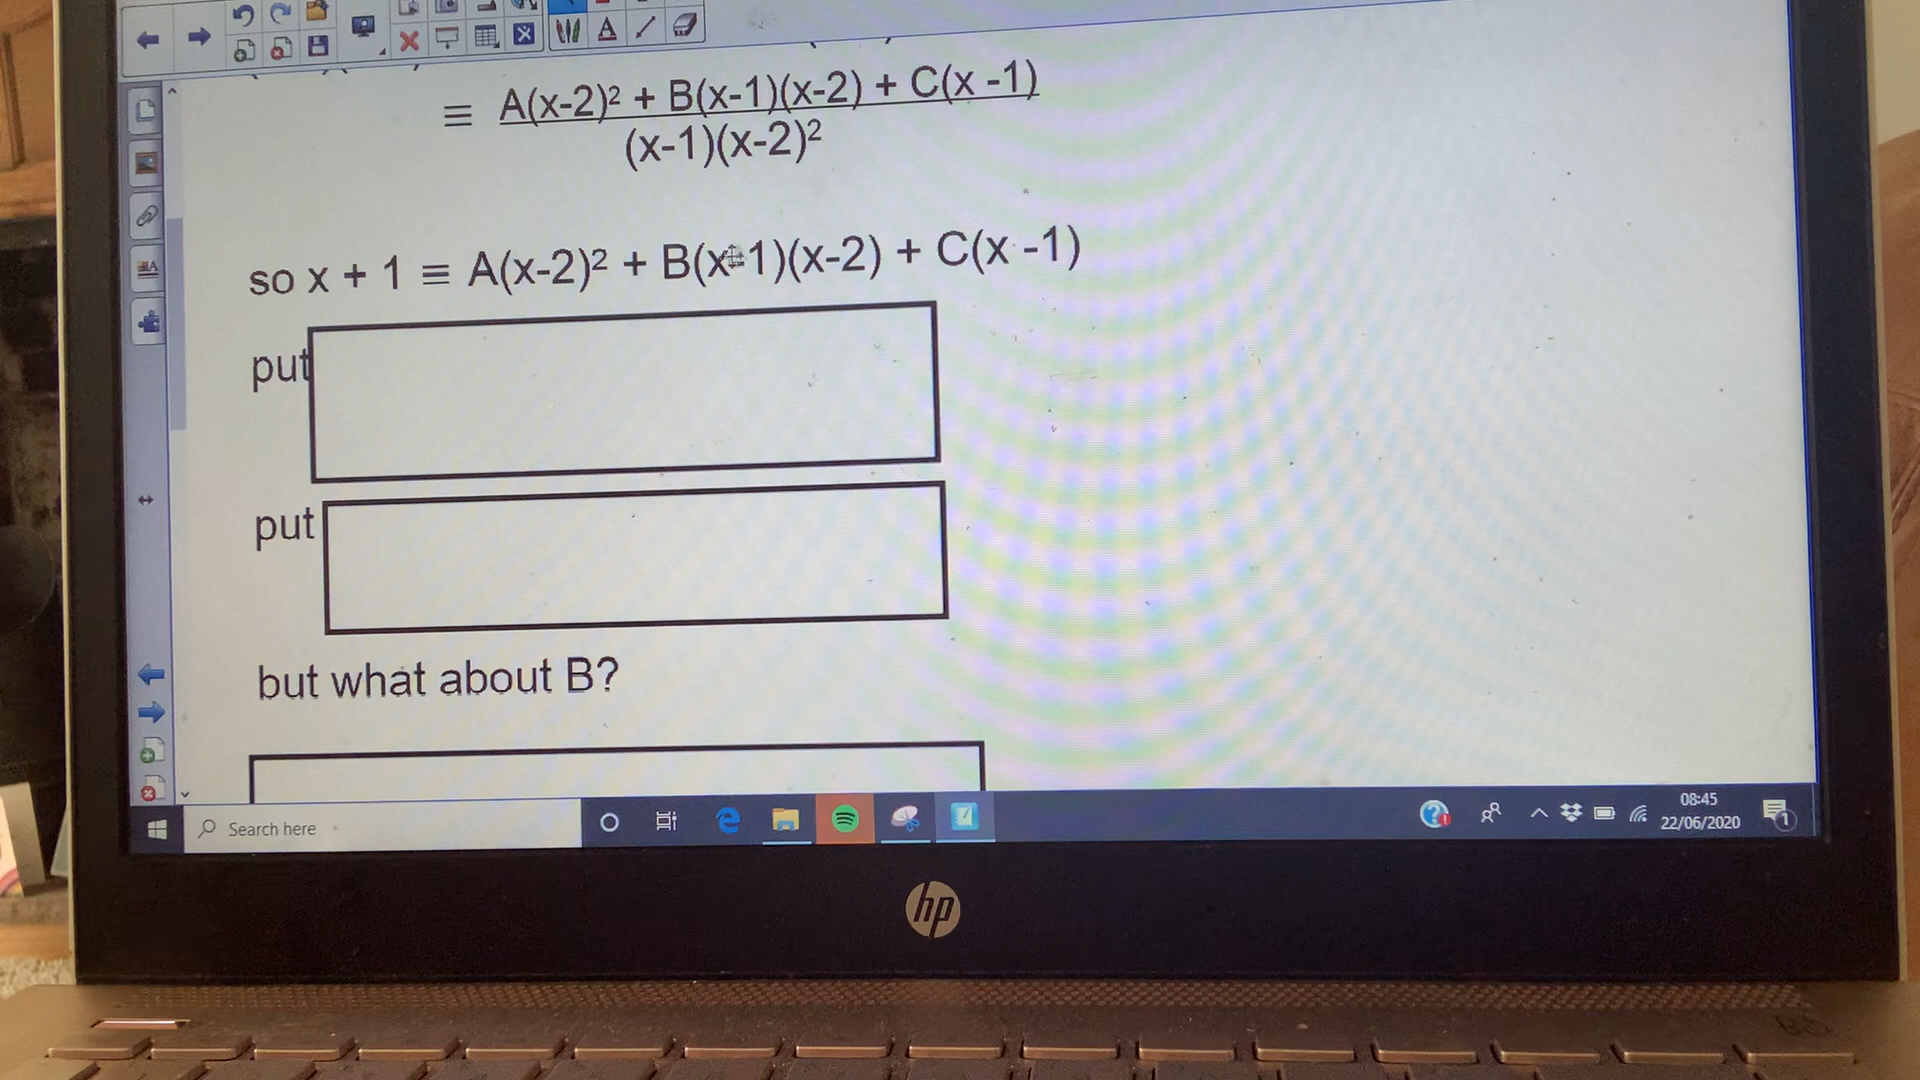 ≡ A(x-2)² + B(x-1)(x-2) + C(x -1)
(x-1)(x-2)²
so x + 1 ≡ A(x-2)² + B(x-1)(x-2) + C(x -1)
put
put
but what about B?
Search here
08:45
22/06/2020
1
hp